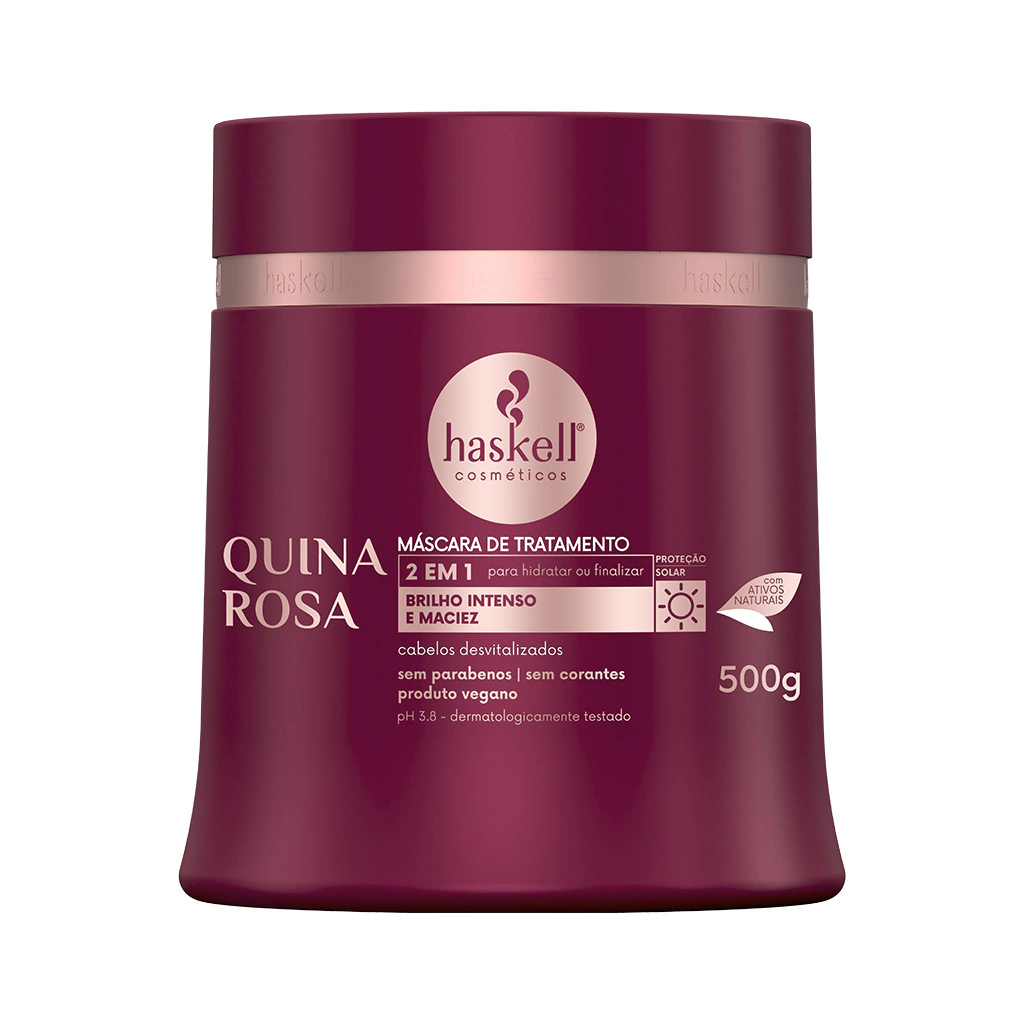 haskell
haskell
haskell®
cosméticos
QUINA
ROSA
MÁSCARA DE TRATAMENTO
2 EM 1 para hidratar ou finalizar
BRILHO INTENSO
E MACIEZ
PROTEÇÃO
SOLAR
cabelos desvitalizados
sem parabenos | sem corantes
produto vegano
pH 3.8 - dermatologicamente testado
com
ATIVOS
NATURAIS
500g